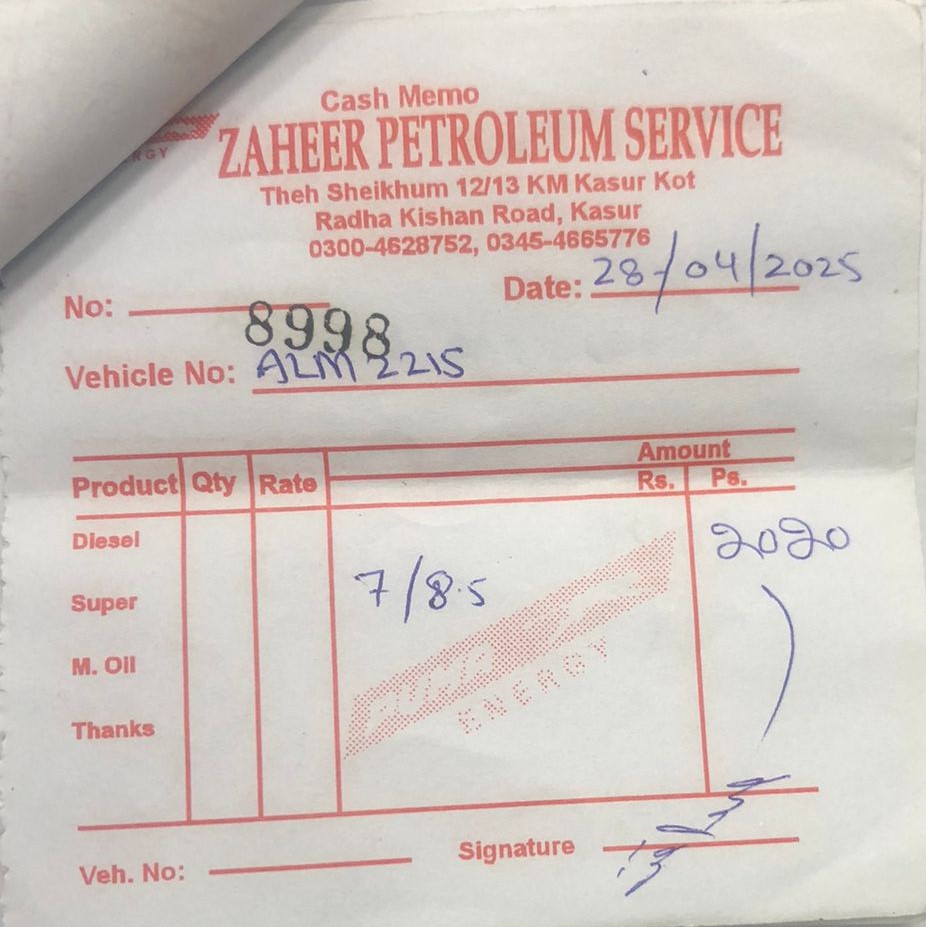 Cash Memo
RGY
ZAHEER PETROLEUM SERVICE
Theh Sheikhum 12/13 KM Kasur Kot
Radha Kishan Road, Kasur
0300-4628752, 0345-4665776
Date: 28/04/2025
No: 8998
Vehicle No: ALM 2215
Amount
Product Qty Rate Rs. Ps.
Diesel 2020
Super 7/8.5
M. Oil
ENERGY
Thanks
Signature
Veh. No: